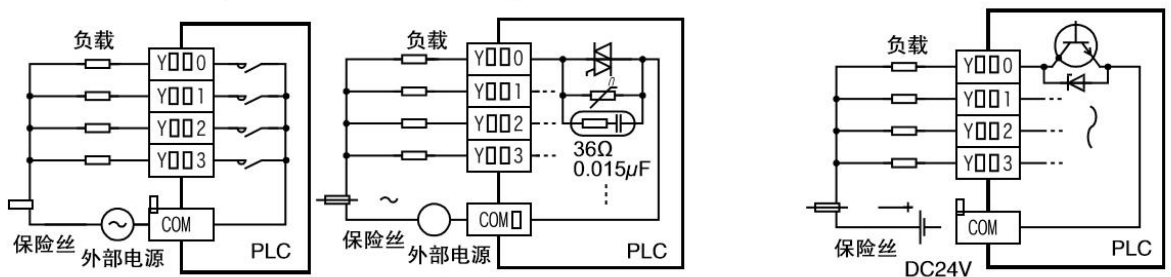 负载
Y▯▯0
Y▯▯1
Y▯▯2
Y▯▯3
COM
保险丝
外部电源
PLC
负载
Y▯▯0
Y▯▯1
Y▯▯2
Y▯▯3
36Ω
0.015μF
~
COM▯
保险丝
外部电源
PLC
负载
Y▯▯0
Y▯▯1
Y▯▯2
Y▯▯3
COM
保险丝
DC24V
PLC